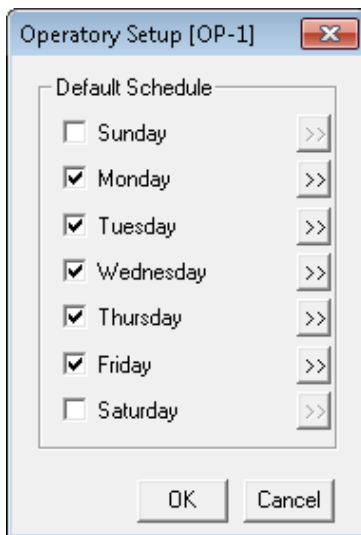 Operatory Setup [OP-1]
Default Schedule
Sunday >>
Monday >>
Tuesday >>
Wednesday >>
Thursday >>
Friday >>
Saturday >>
OK Cancel